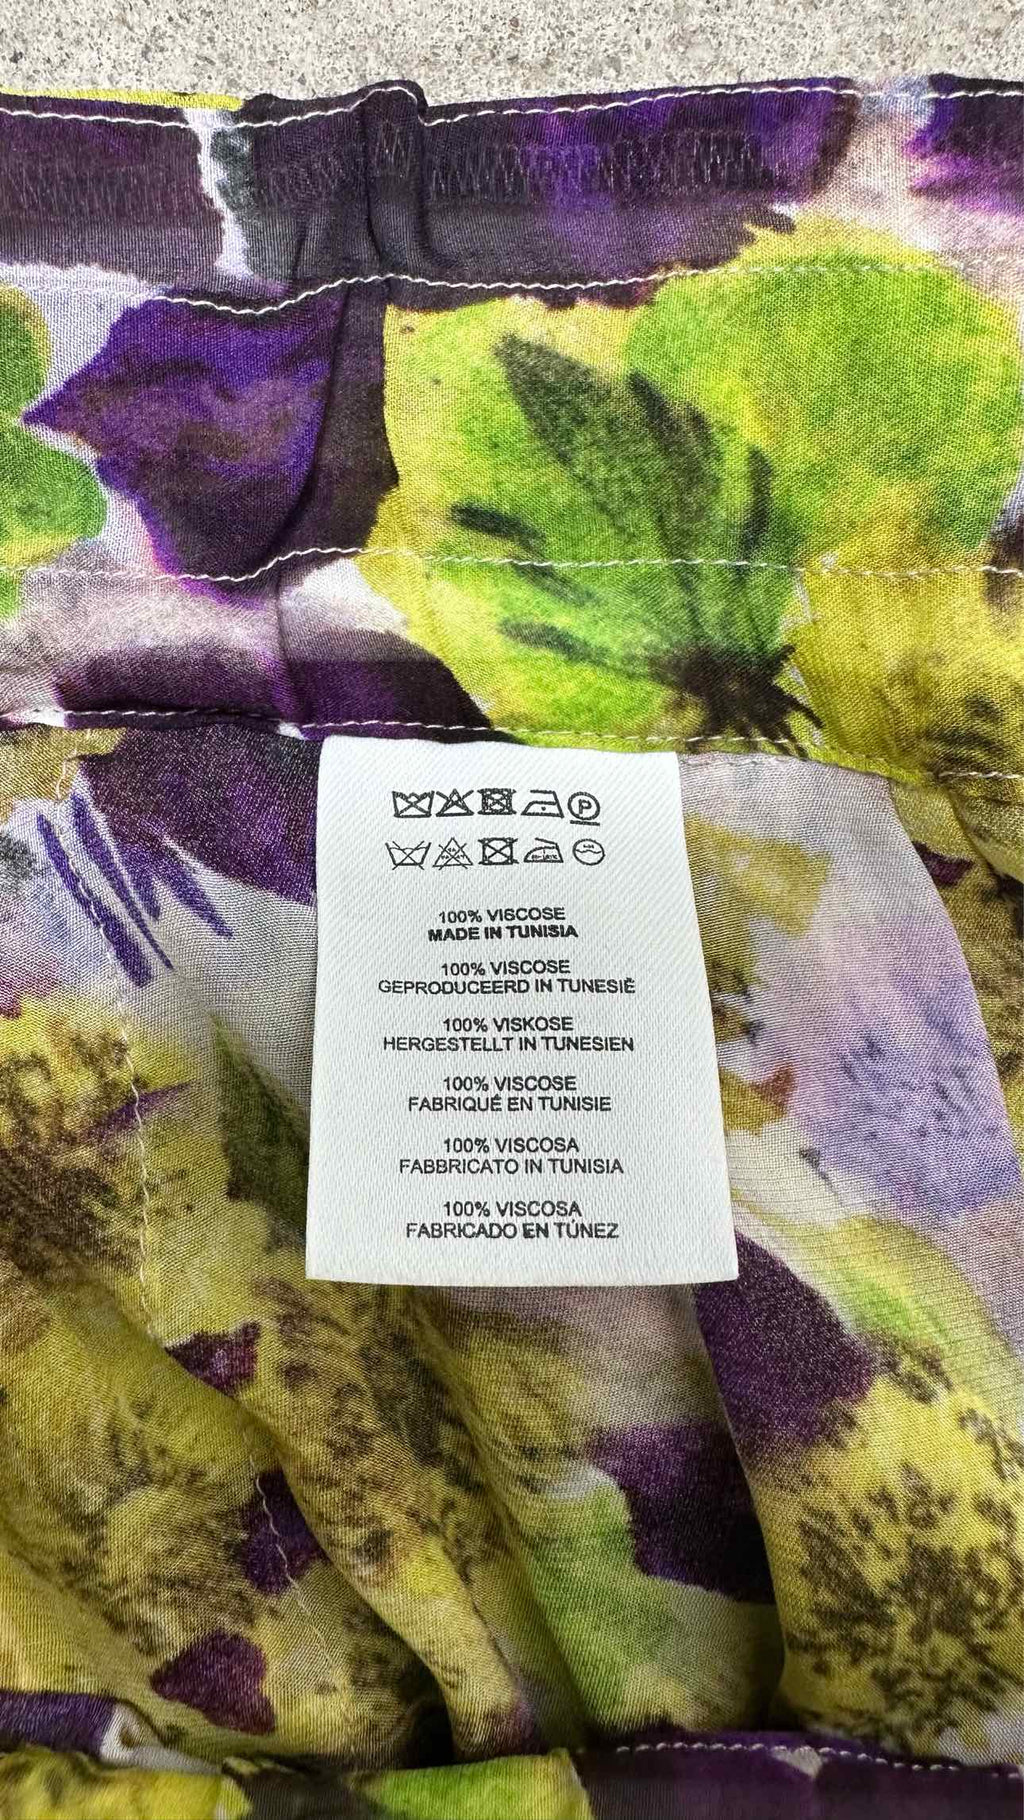 P
100% VISCOSE
MADE IN TUNISIA
100% VISCOSE
GEPRODUCEERD IN TUNESIË
100% VISKOSE
HERGESTELLT IN TUNESIEN
100% VISCOSE
FABRIQUÉ EN TUNISIE
100% VISCOSA
FABBRICATO IN TUNISIA
100% VISCOSA
FABRICADO EN TÚNEZ